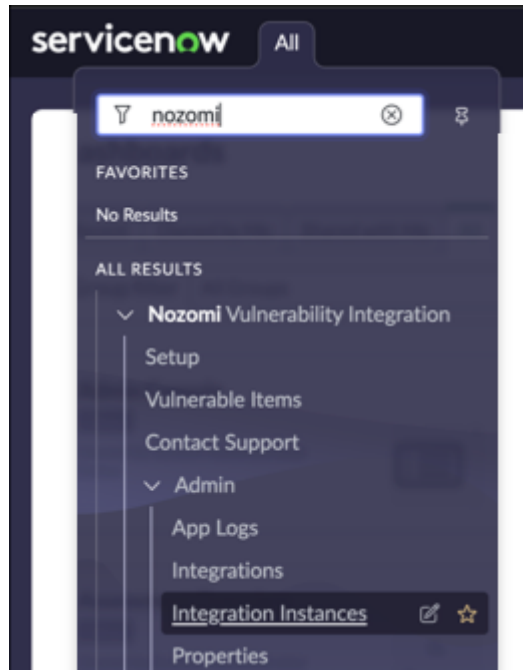 servicenow All
nozomi
FAVORITES
No Results
ALL RESULTS
Nozomi Vulnerability Integration
Setup
Vulnerable Items
Contact Support
Admin
App Logs
Integrations
Integration Instances
Properties